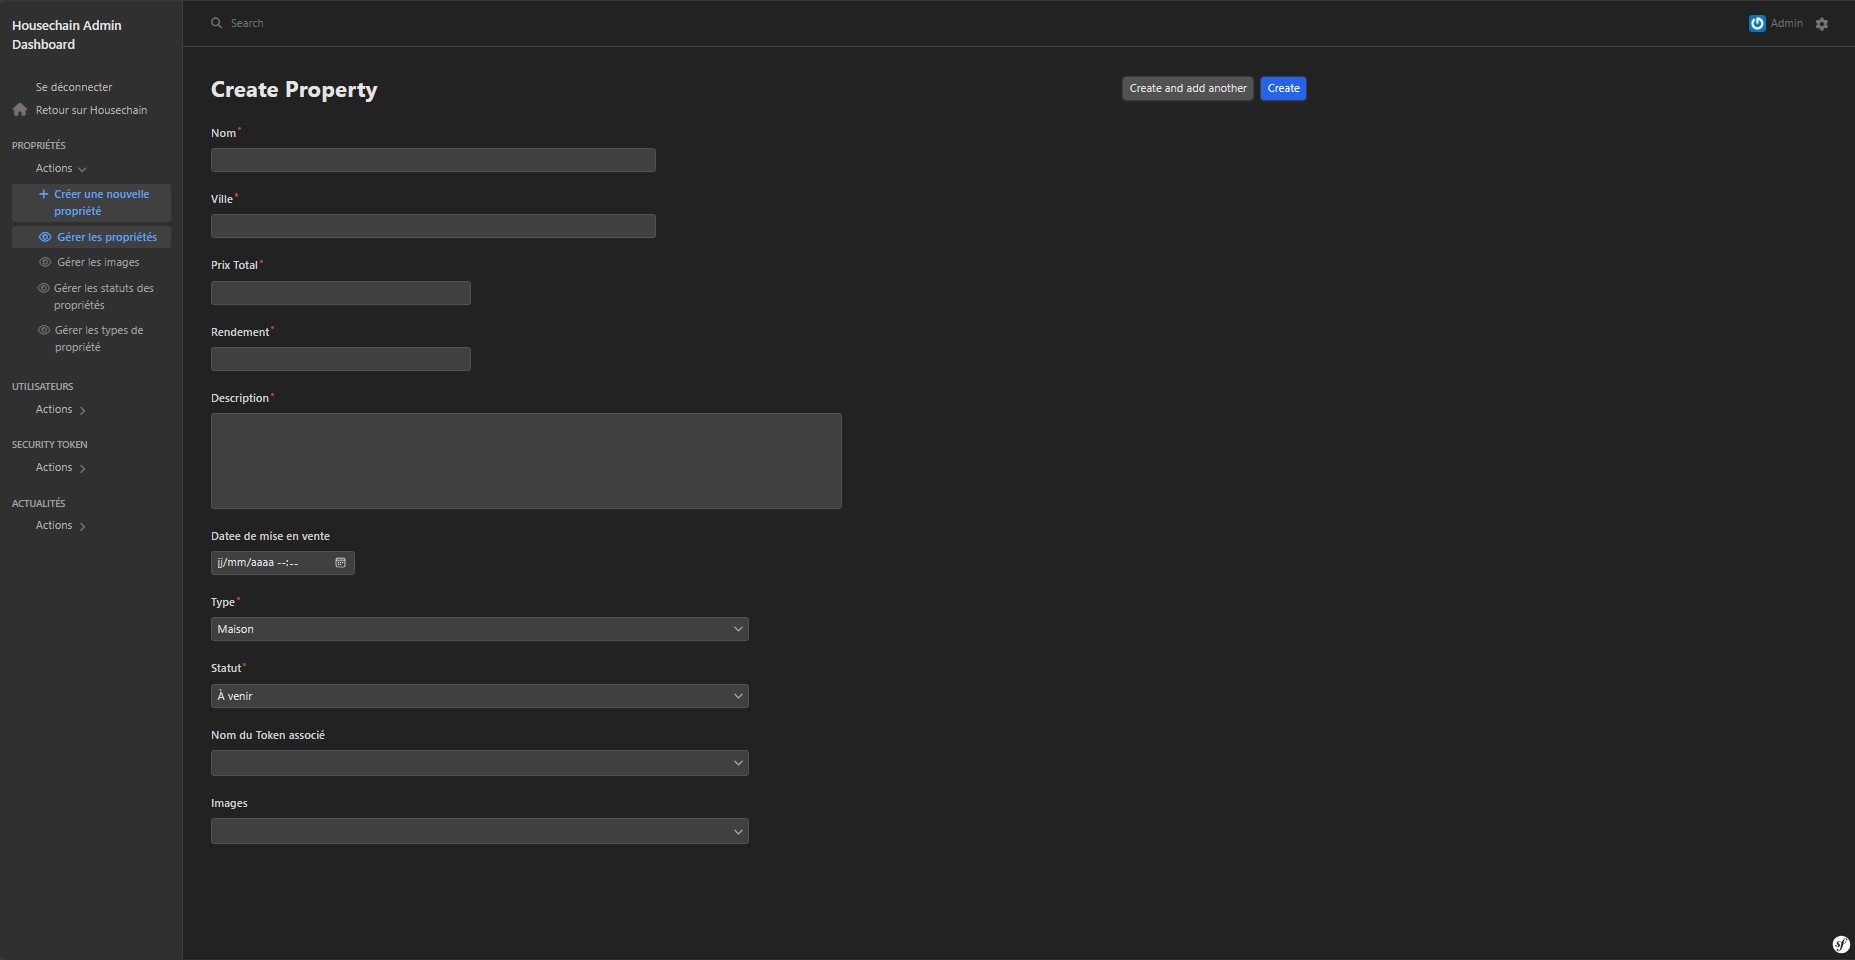 Housechain Admin
Dashboard
Se déconnecter
Retour sur Housechain
PROPRIÉTÉS
Actions
Créer une nouvelle
propriété
Gérer les propriétés
Gérer les images
Gérer les statuts des
propriétés
Gérer les types de
propriété
UTILISATEURS
Actions
SECURITY TOKEN
Actions
ACTUALITÉS
Actions
Search
Admin
Create Property
Create and add another
Create
Nom*
Ville*
Prix Total*
Rendement*
Description*
Datee de mise en vente
jj/mm/aaaa --:--
Type*
Maison
Statut*
À venir
Nom du Token associé
Images
sf